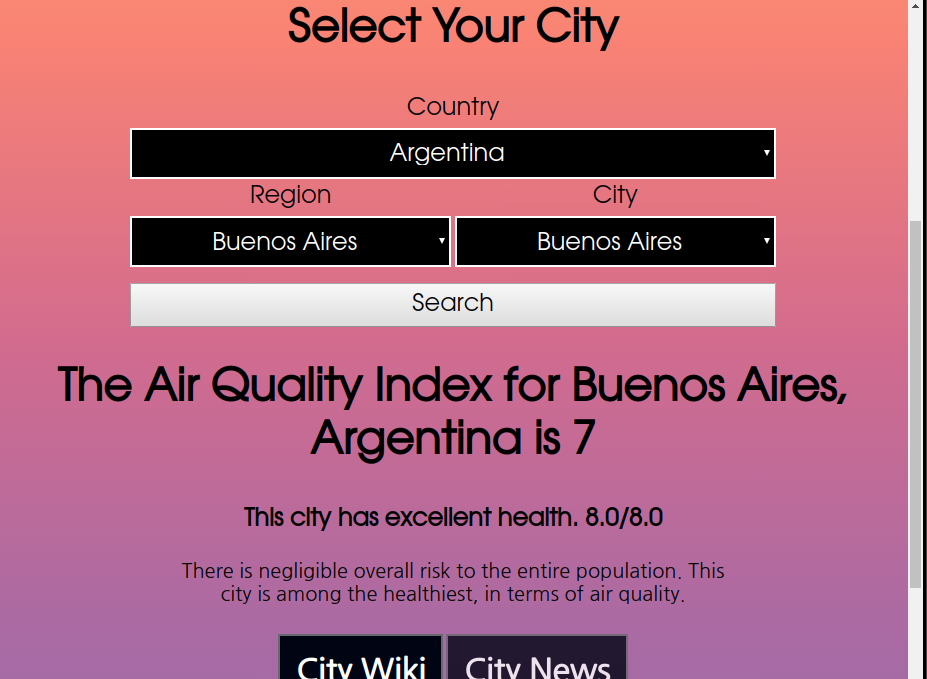 Select Your City
Country
Argentina
Region City
Buenos Aires Buenos Aires
Search
The Air Quality Index for Buenos Aires,
Argentina is 7
This city has excellent health. 8.0/8.0
There is negligible overall risk to the entire population. This
city is among the healthiest, in terms of air quality.
City Wiki City News